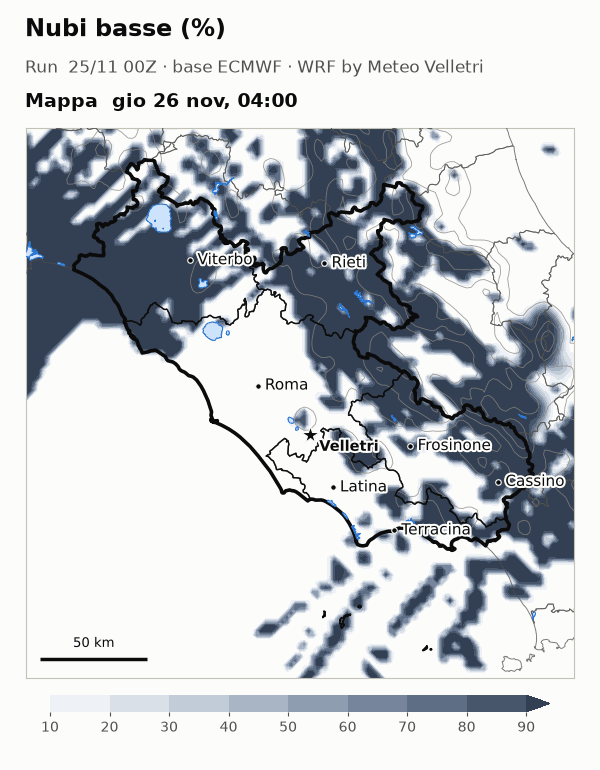 Nubi basse (%)
Run  25/11 00Z · base ECMWF · WRF by Meteo Velletri
Mappa  gio 26 nov, 04:00
Viterbo
Rieti
Roma
Velletri
Frosinone
Cassino
Latina
Terracina
50 km
10 20 30 40 50 60 70 80 90